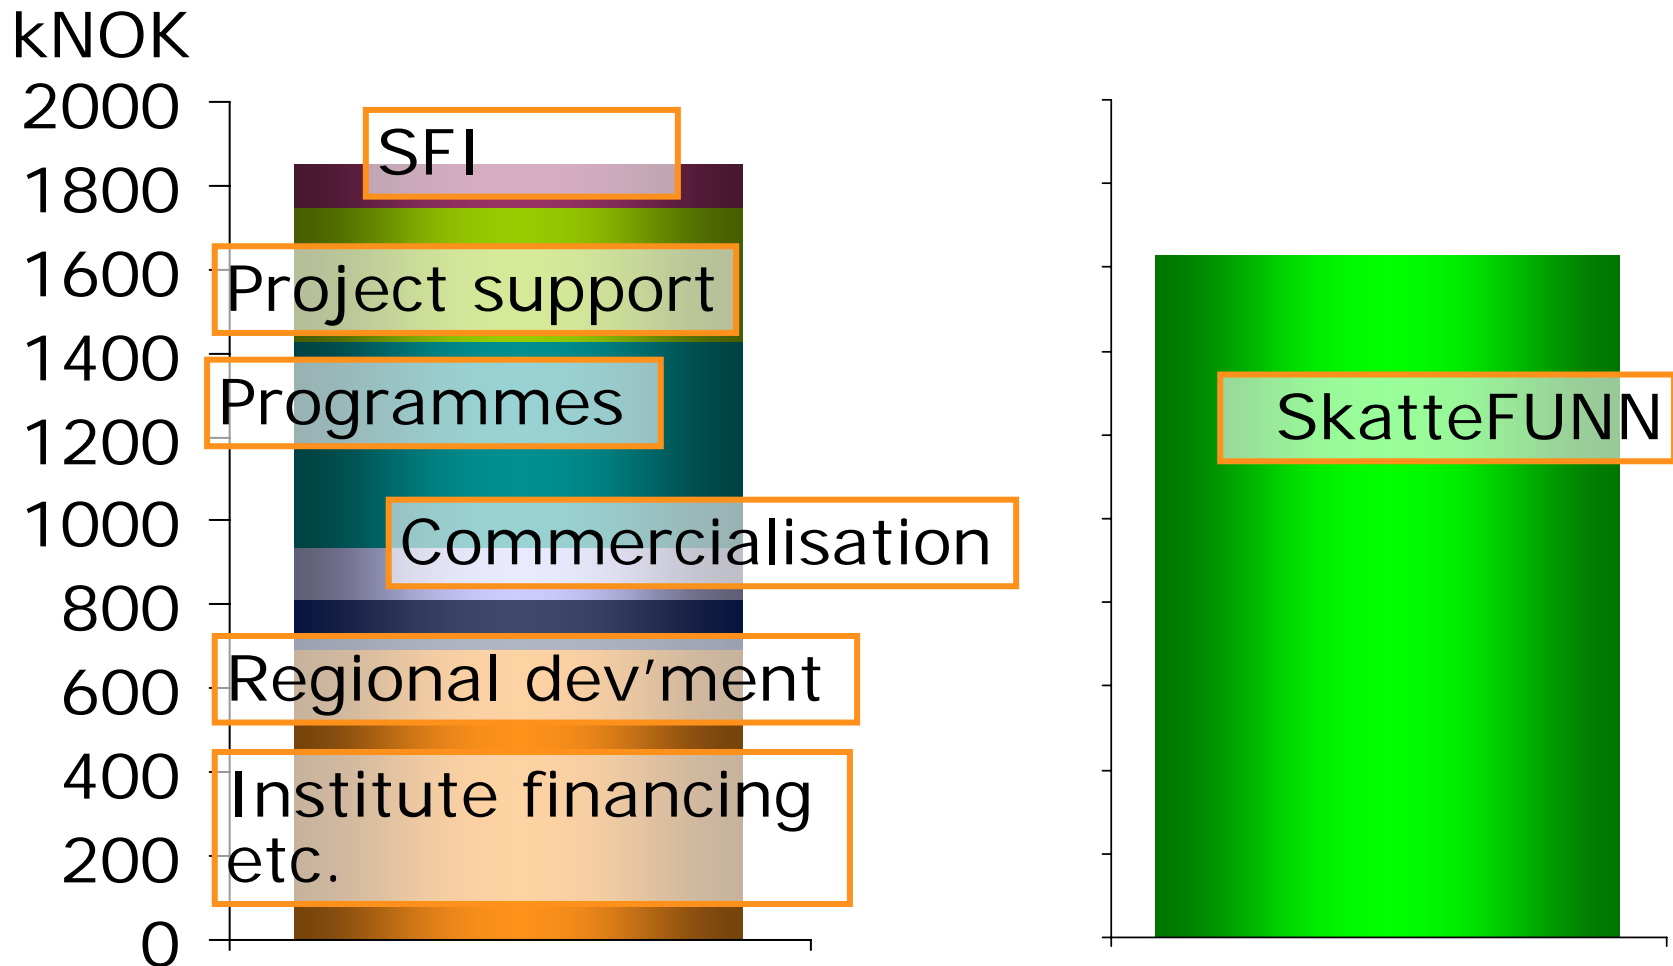 kNOK
2000
1800
1600
1400
1200
1000
800
600
400
200
0
SFI
Project support
Programmes
Commercialisation
Regional dev’ment
Institute financing
etc.
SkatteFUNN